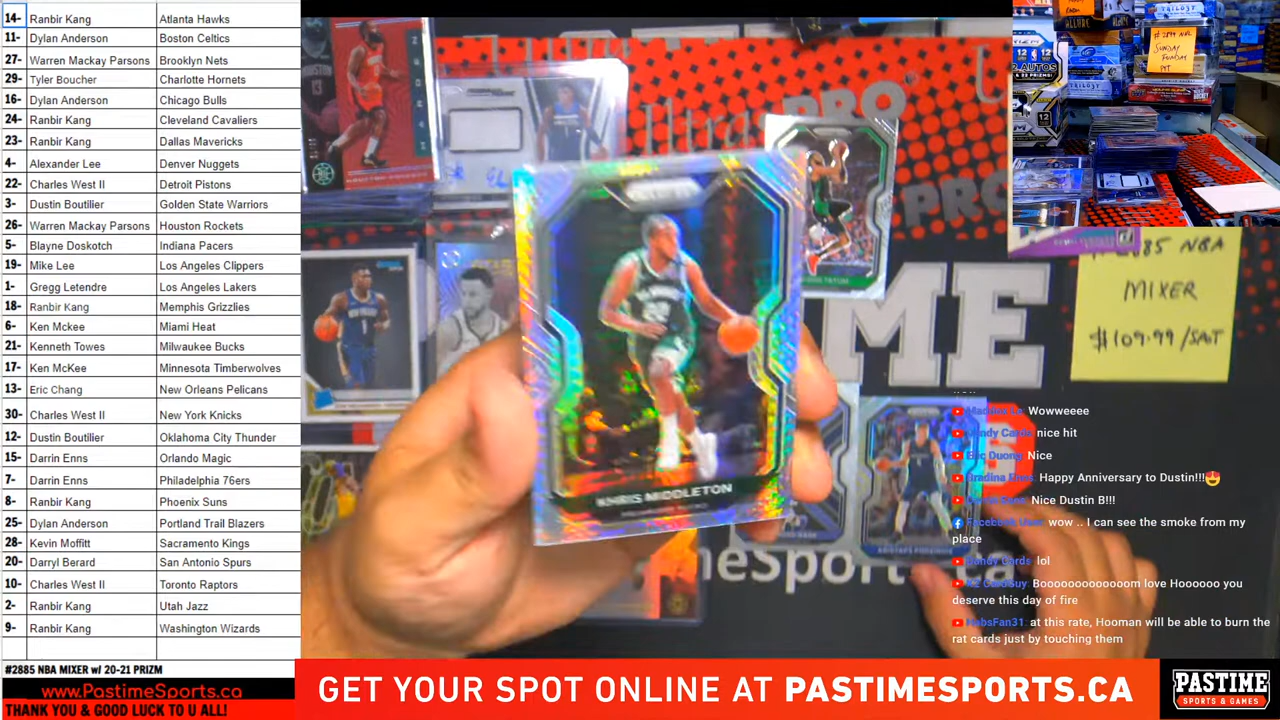 14- Ranbir Kang Atlanta Hawks
11- Dylan Anderson Boston Celtics
27- Warren Mackay Parsons Brooklyn Nets
29- Tyler Boucher Charlotte Hornets
16- Dylan Anderson Chicago Bulls
24- Ranbir Kang Cleveland Cavaliers
23- Ranbir Kang Dallas Mavericks
4- Alexander Lee Denver Nuggets
22- Charles West II Detroit Pistons
3- Dustin Boutilier Golden State Warriors
26- Warren Mackay Parsons Houston Rockets
5- Blayne Doskotch Indiana Pacers
19- Mike Lee Los Angeles Clippers
1- Gregg Letendre Los Angeles Lakers
18- Ranbir Kang Memphis Grizzlies
6- Ken Mckee Miami Heat
21- Kenneth Towes Milwaukee Bucks
17- Ken McKee Minnesota Timberwolves
13- Eric Chang New Orleans Pelicans
30- Charles West II New York Knicks
12- Dustin Boutilier Oklahoma City Thunder
15- Darrin Enns Orlando Magic
7- Darrin Enns Philadelphia 76ers
8- Ranbir Kang Phoenix Suns
25- Dylan Anderson Portland Trail Blazers
28- Kevin Moffitt Sacramento Kings
20- Darryl Berard San Antonio Spurs
10- Charles West II Toronto Raptors
2- Ranbir Kang Utah Jazz
9- Ranbir Kang Washington Wizards
#2885 NBA MIXER w/ 20-21 PRIZM
www.PastimeSports.ca
THANK YOU & GOOD LUCK TO U ALL!
KHRIS MIDDLETON
SUNDAY
FUNDAY
2885 NBA
MIXER
$109.99/SPOT
Wowweeee
nice hit
Nice
Happy Anniversary to Dustin!!!
Nice Dustin B!!!
wow .. I can see the smoke from my
place
lol
Boooooooooooom love Hoooooo you
deserve this day of fire
HabsFan31: at this rate, Hooman will be able to burn the
rat cards just by touching them
GET YOUR SPOT ONLINE AT PASTIMESPORTS.CA
PASTIME
SPORTS & GAMES